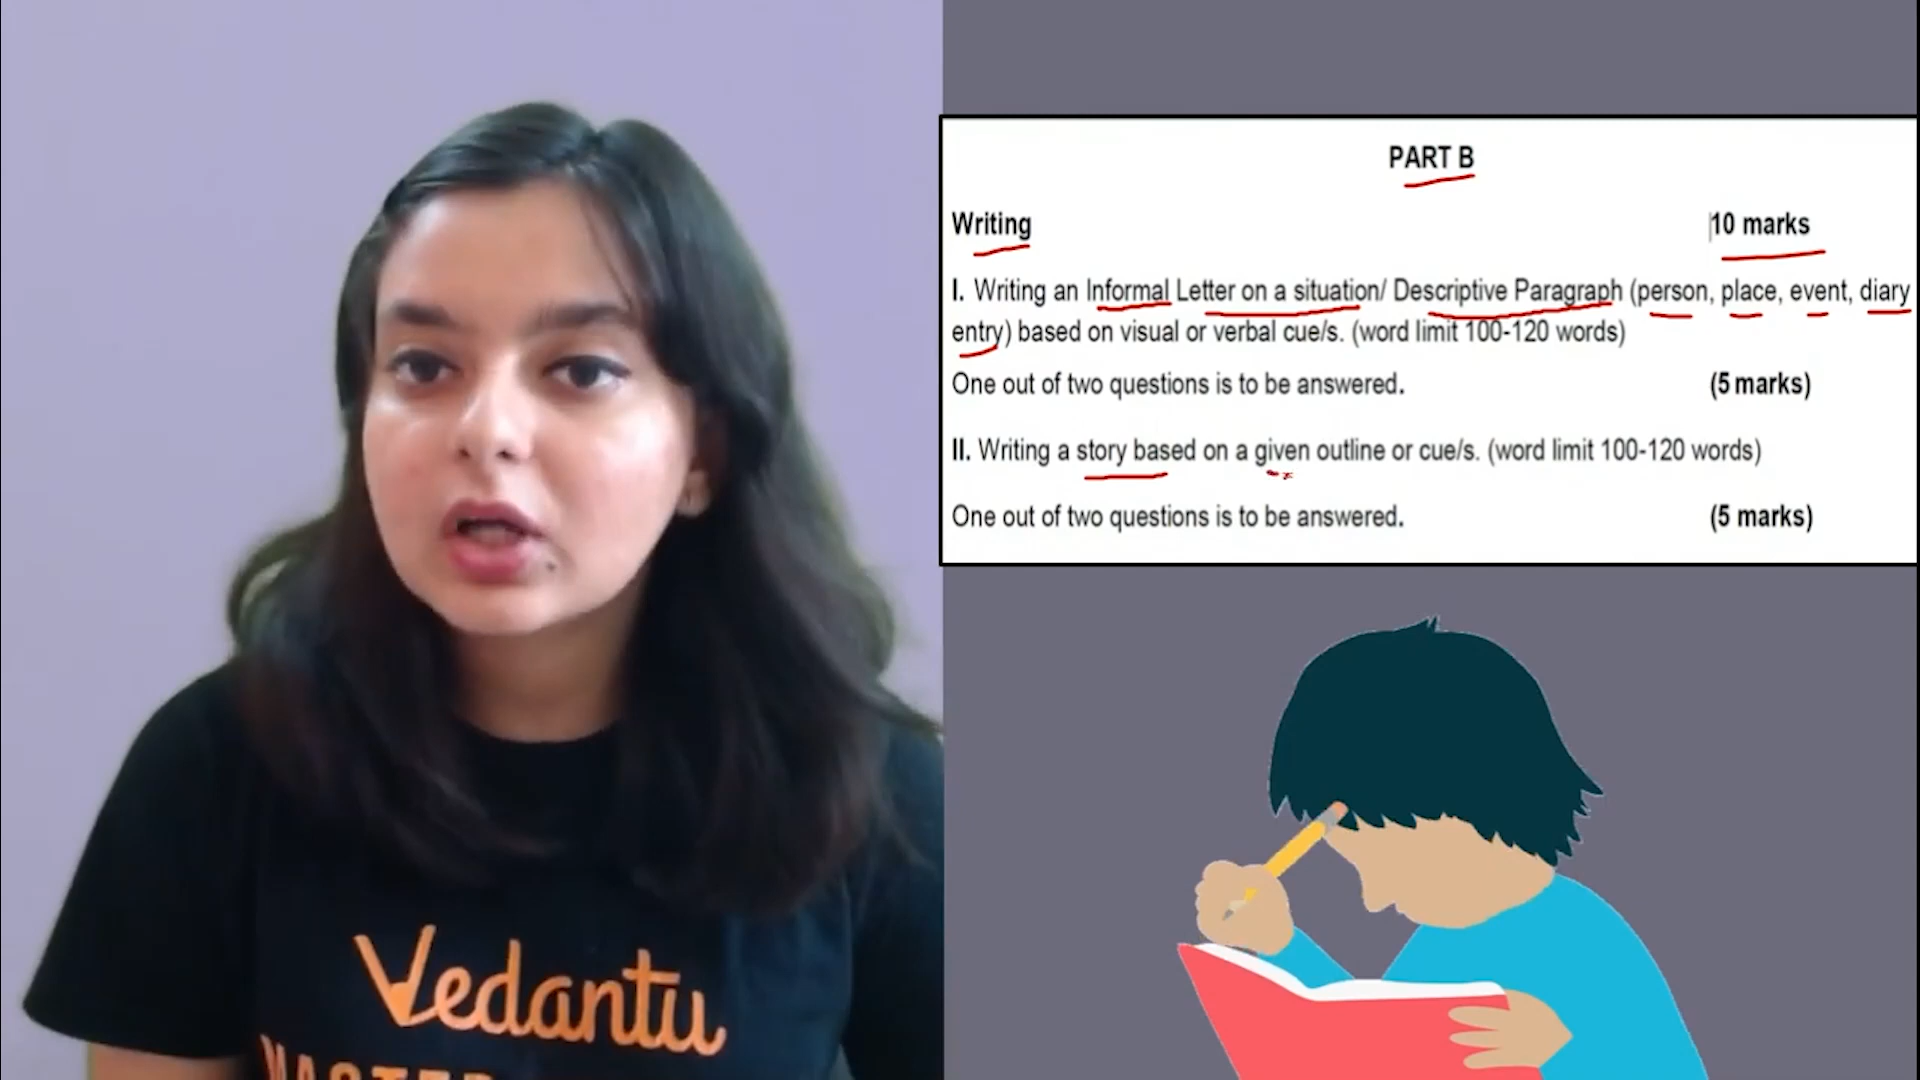 PART B
Writing 10 marks
I. Writing an Informal Letter on a situation/ Descriptive Paragraph (person, place, event, diary
entry) based on visual or verbal cue/s. (word limit 100-120 words)
One out of two questions is to be answered. (5 marks)
II. Writing a story based on a given outline or cue/s. (word limit 100-120 words)
One out of two questions is to be answered. (5 marks)
Vedantu